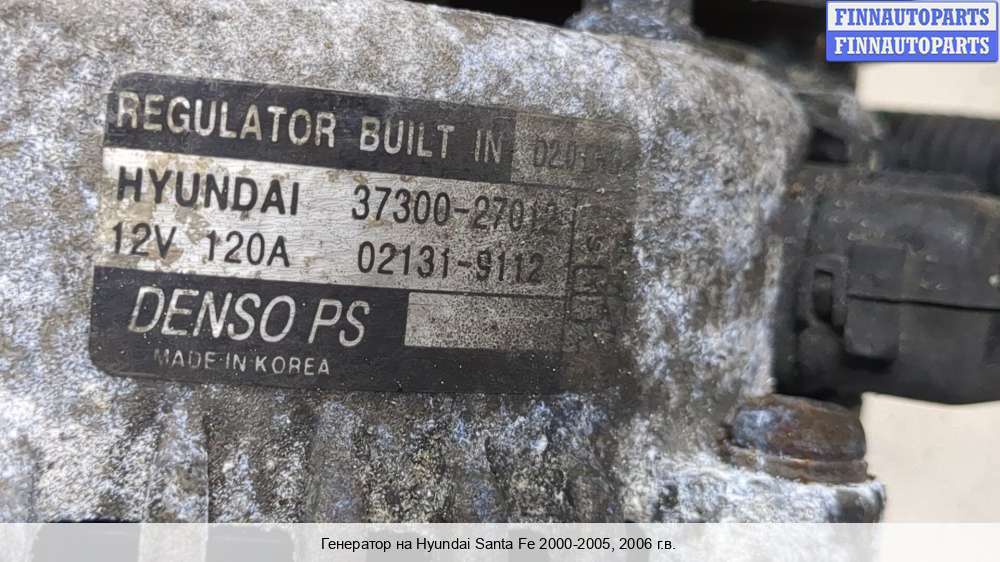 FINNAUTOPARTS
FINNAUTOPARTS
REGULATOR BUILT IN
HYUNDAI 37300-27012
12V 120A 02131-9112
DENSO PS
MADE IN KOREA
Генератор на Hyundai Santa Fe 2000-2005, 2006 г.в.